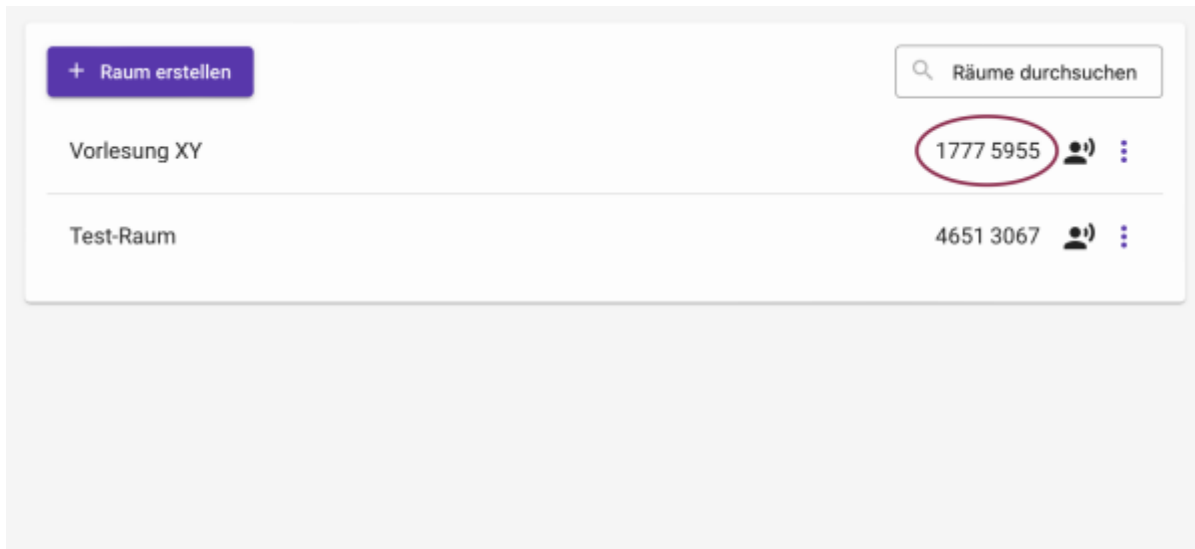 + Raum erstellen
Räume durchsuchen
Vorlesung XY 1777 5955
Test-Raum 4651 3067